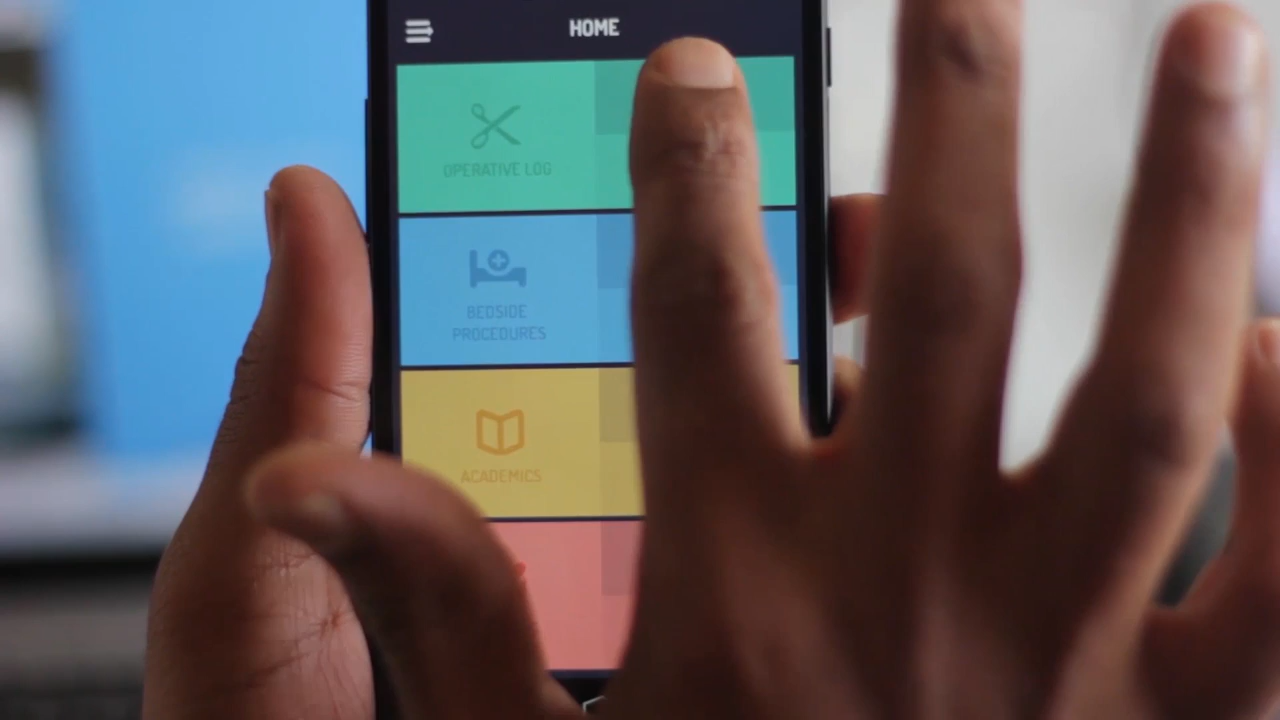 HOME
OPERATIVE LOG
BEDSIDE
PROCEDURES
ACADEMICS